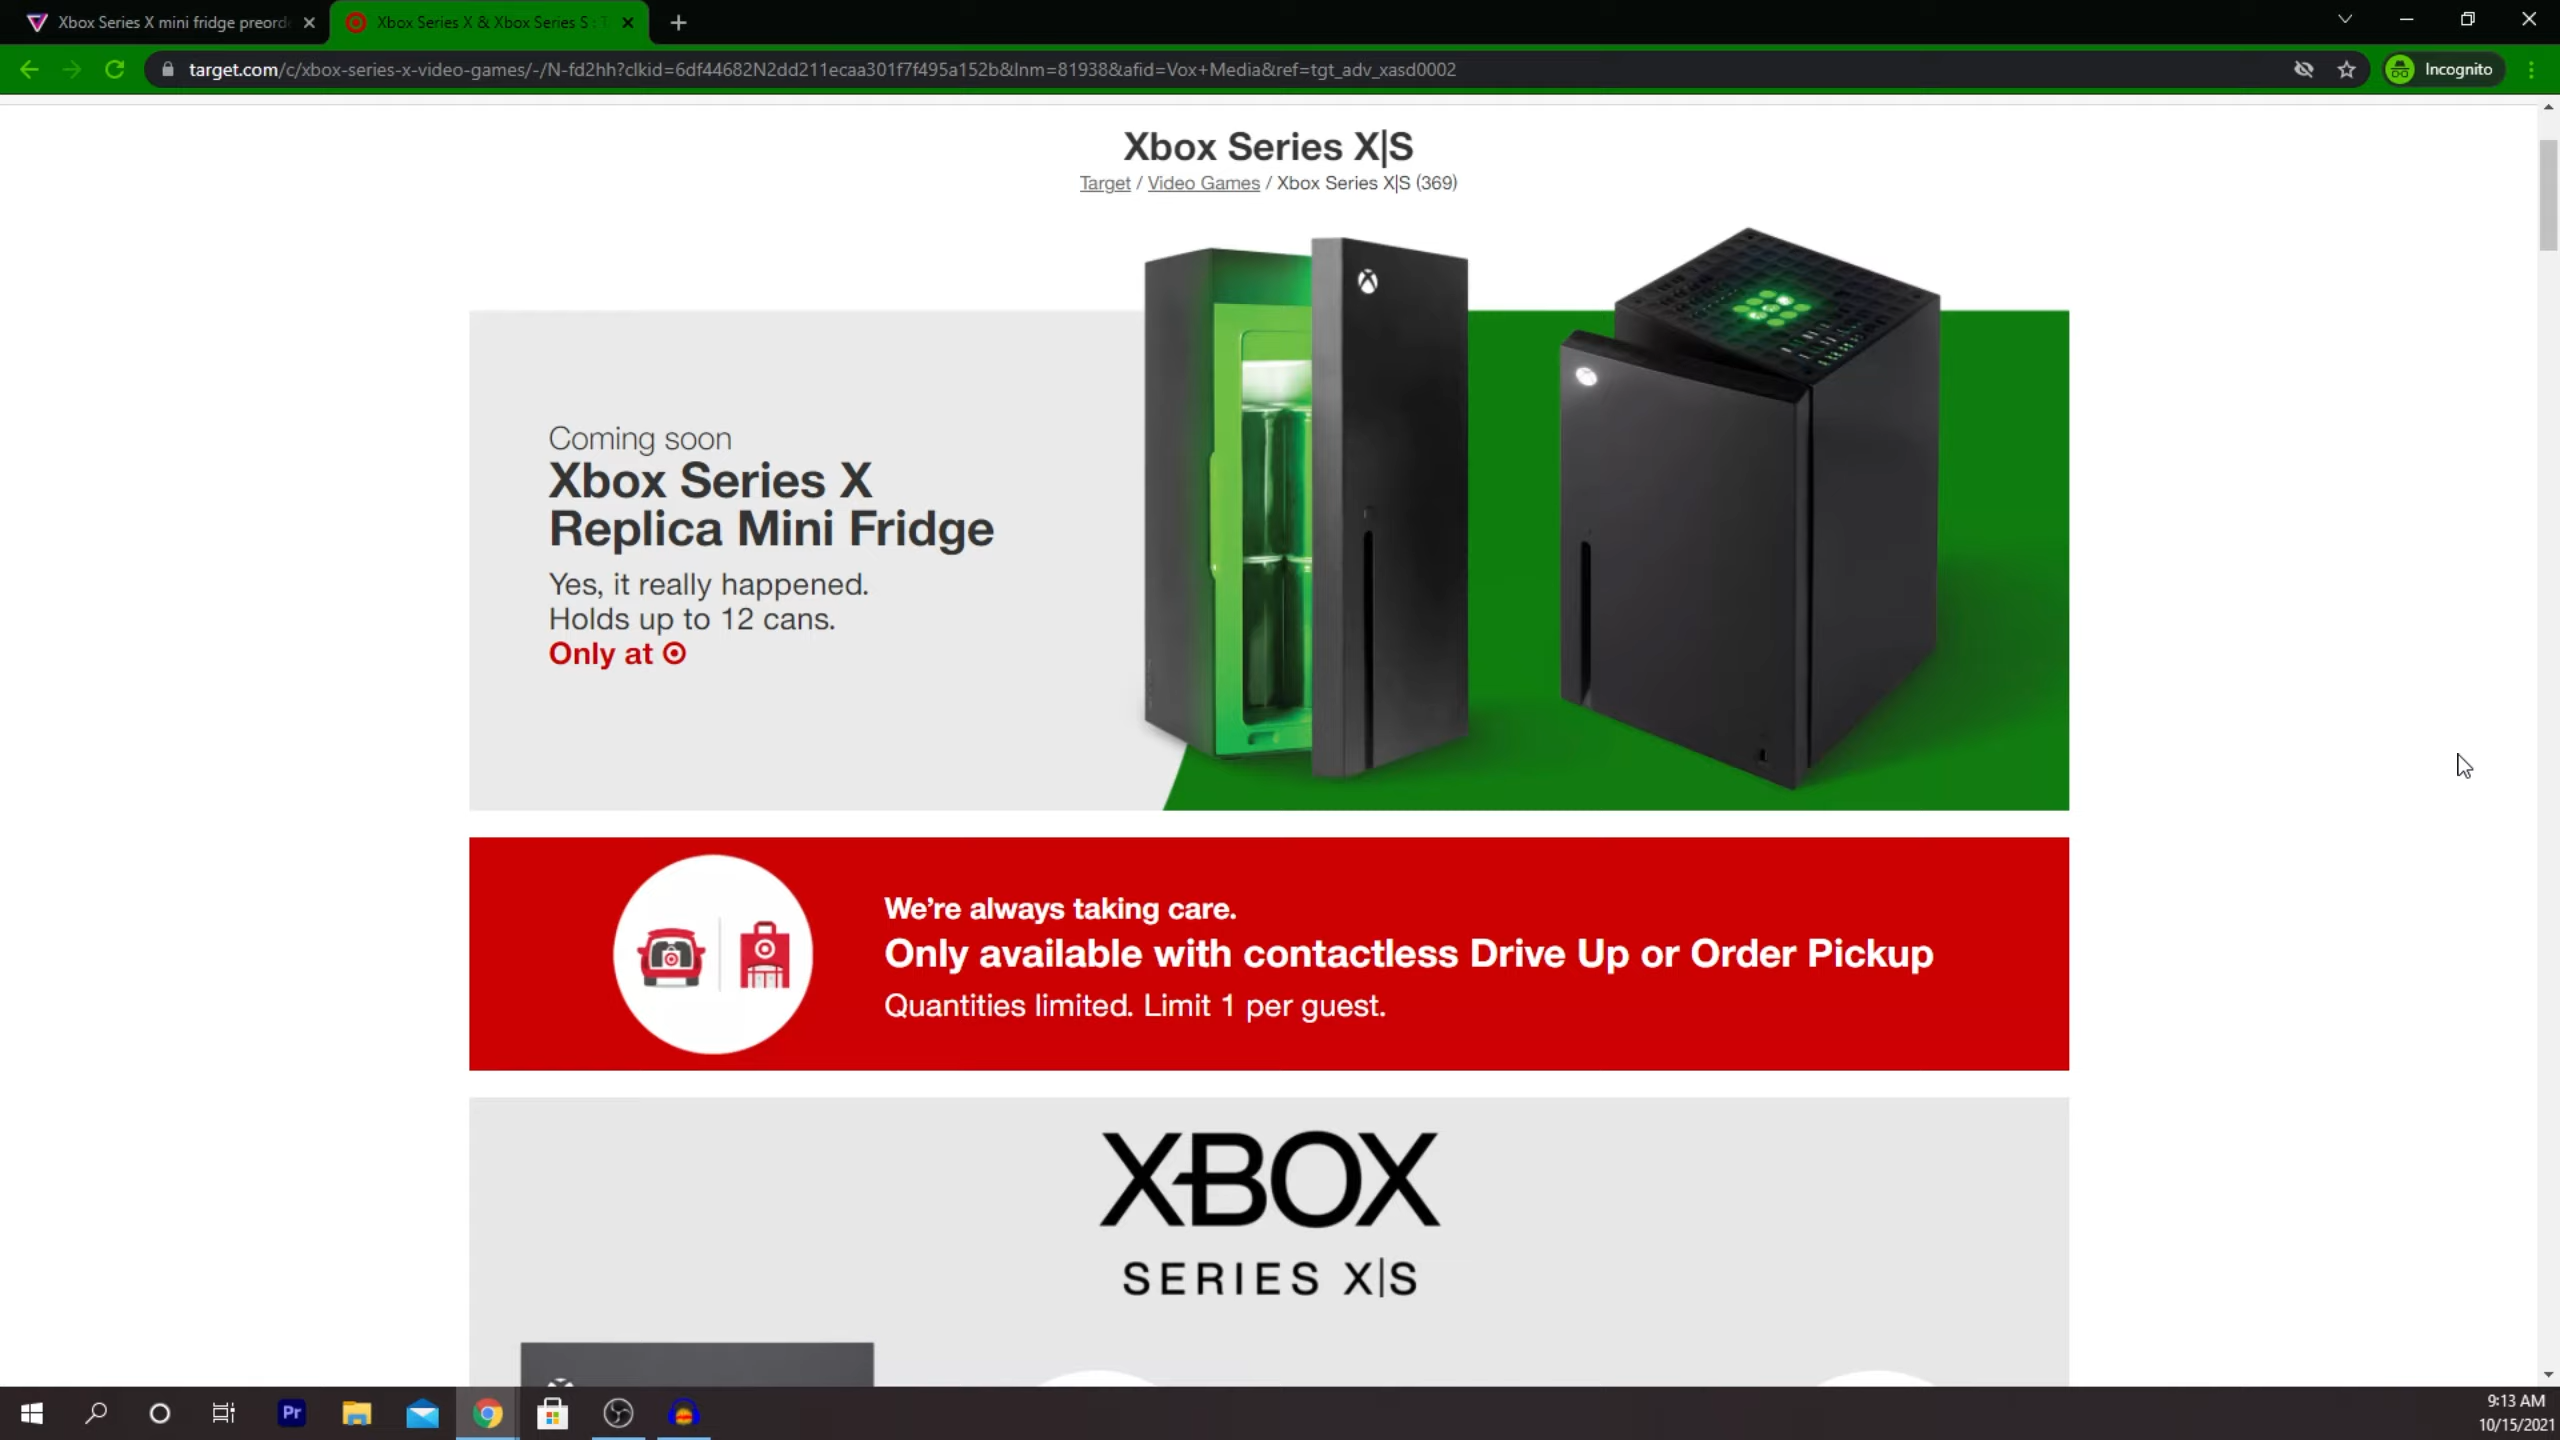 Xbox Series X mini fridge preord
Xbox Series X & Xbox Series S : T
target.com/c/xbox-series-x-video-games/-/N-fd2hh?clkid=6df44682N2dd211ecaa301f7f495a152b&lnm=81938&afid=Vox+Media&ref=tgt_adv_xasd0002
Incognito
Xbox Series X|S
Target / Video Games / Xbox Series X|S (369)
Coming soon
Xbox Series X
Replica Mini Fridge
Yes, it really happened.
Holds up to 12 cans.
Only at
We’re always taking care.
Only available with contactless Drive Up or Order Pickup
Quantities limited. Limit 1 per guest.
XBOX
SERIES X|S
Pr
9:13 AM
10/15/2021